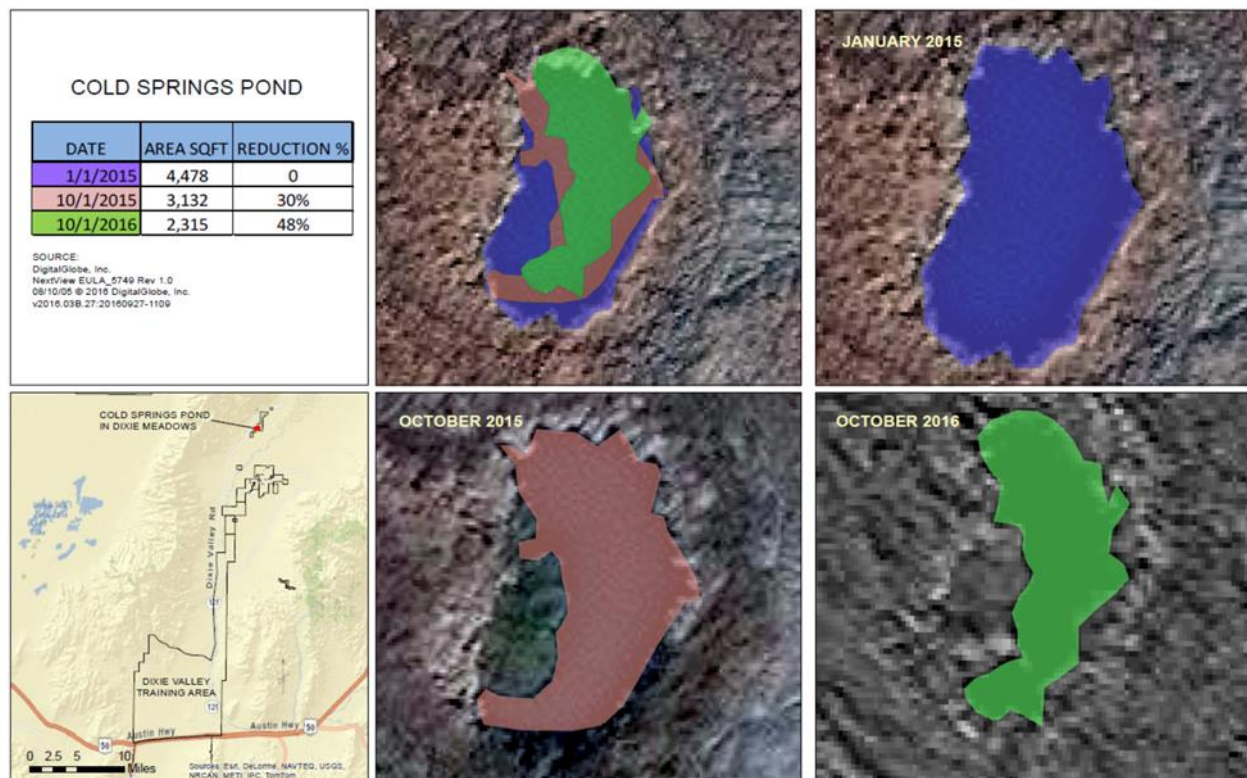 COLD SPRINGS POND
DATE AREA SQFT REDUCTION %
1/1/2015 4,478 0
10/1/2015 3,132 30%
10/1/2016 2,315 48%
SOURCE:
DigitalGlobe, Inc.
NextView EULA_5749 Rev 1.0
08/10/05 © 2016 DigitalGlobe, Inc.
v2016.03B.27:20160927-1109
JANUARY 2015
COLD SPRINGS POND
IN DIXIE MEADOWS
Dixie Valley Rd
121
DIXIE VALLEY
TRAINING AREA
121
Austin Hwy
50
Austin Hwy
50
0 2.5 5 10
Miles
Sources: Esri, DeLorme, NAVTEQ, USGS,
NRCAN, METI, iPC, TomTom
OCTOBER 2015
OCTOBER 2016